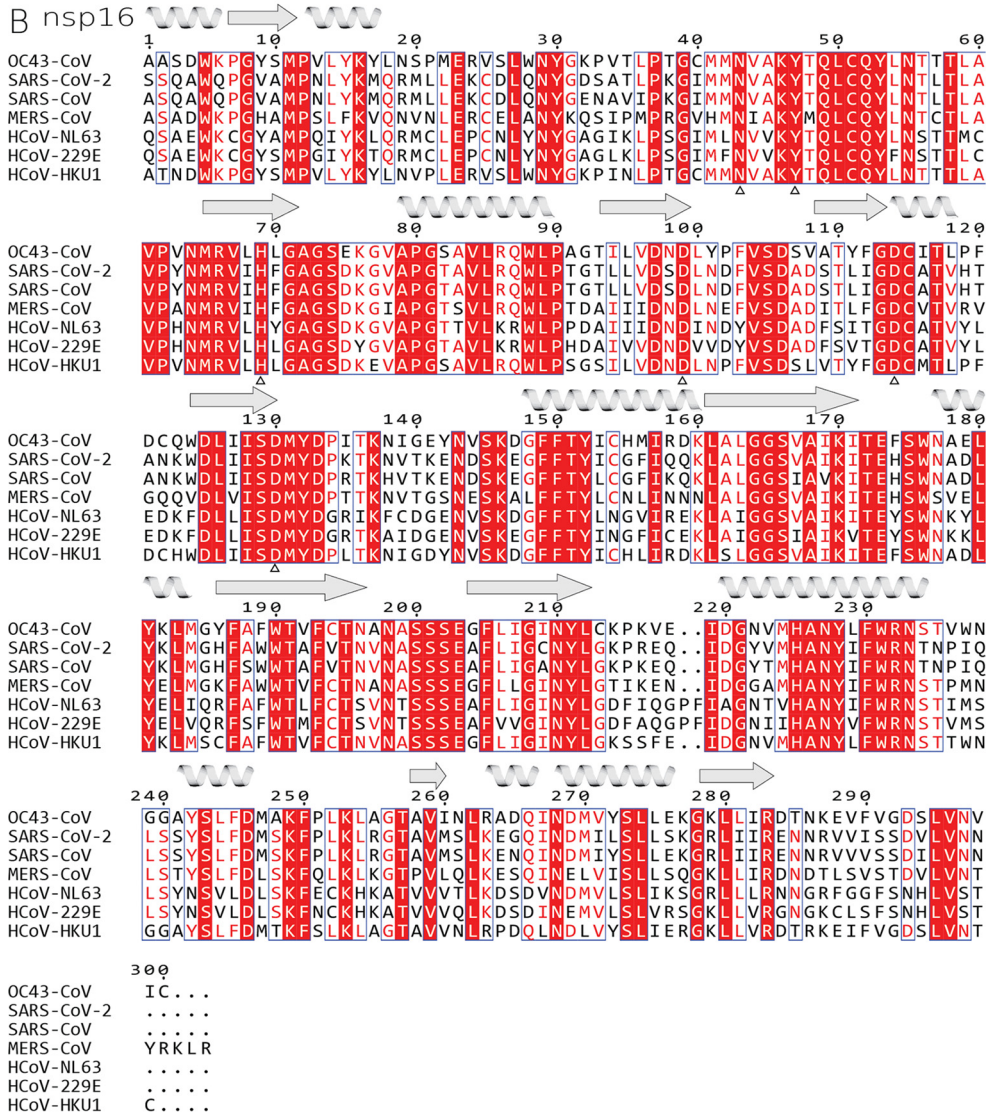 B nsp16
1 10 20 30 40 50 60
OC43-CoV AASDWKPGYSMPVLYKYLNSPMERVSLWNYGKPVTLPTGCMMNVAKYTQLCQYLNTTTLA
SARS-CoV-2 SSQAWQPGVAMPNLYKMQRMLLEKCDLQNYGDSATLPKGIMMNVAKYTQLCQYLNTLTLA
SARS-CoV ASQAWQPGVAMPNLYKMQRMLLEKCDLQNYGENAVIPKGIMMNVAKYTQLCQYLNTLTLA
MERS-CoV ASADWKPGHAMPSLFKVQNVNLERCELANYKQSIPMPRGVHMNIAKYMQLCQYLNTCTLA
HCoV-NL63 QSAEWKCGYAMPQIYKLQRMCLEPCNLYNYGAGIKLPSGIMLNVVKYTQLCQYLNSTTMC
HCoV-229E QSAEWKCGYSMPGIYKTQRMCLEPCNLYNYGAGLKLPSGIMFNVVKYTQLCQYFNSTTLC
HCoV-HKU1 ATNDWKPGYSMPVLYKYLNVPLERVSLWNYGKPINLPTGCMMNVAKYTQLCQYLNTTTLA
70 80 90 100 110 120
OC43-CoV VPVNMRVLHLGAGSEKGVAPGSAVLRQWLPAGTILVDNDLYPFVSDSVATYFGDCITLPF
SARS-CoV-2 VPYNMRVIHFGAGSDKGVAPGTAVLRQWLPTGTLLVDSDLNDFVSDADSTLIGDCATVHT
SARS-CoV VPYNMRVIHFGAGSDKGVAPGTAVLRQWLPTGTLLVDSDLNDFVSDADSTLIGDCATVHT
MERS-CoV VPANMRVIHFGAGSDKGIAPGTSVLRQWLPTDAIIIDNDLNEFVSDADITLFGDCVTVRV
HCoV-NL63 VPHNMRVLHYGAGSDKGVAPGTTVLKRWLPPDAIIIDNDINDYVSDADFSITGDCATVYL
HCoV-229E VPHNMRVLHYGAGSDYGVAPGTAVLKRWLPHDAIVVDNDVVDYVSDADFSVTGDCATVYL
HCoV-HKU1 VPVNMRVLHLGAGSDKEVAPGSAVLRQWLPSGSILVDNDLNPFVSDSLVTYFGDCMTLPF
130 140 150 160 170 180
OC43-CoV DCQWDLIISDMYDPITKNIGEYNVSKDGFFTYICHMIRDKLALGGSVAIKITEFSWNAEL
SARS-CoV-2 ANKWDLIISDMYDPKTKNVTKENDSKEGFFTYICGFIQQKLALGGSVAIKITEHSWNADL
SARS-CoV ANKWDLIISDMYDPRTKHVTKENDSKEGFFTYLCGFIKQKLALGGSIAVKITEHSWNADL
MERS-CoV GQQVDLVISDMYDPTTKNVTGSNESKALFFTYLCNLINNNLALGGSVAIKITEHSWSVEL
HCoV-NL63 EDKFDLLISDMYDGRIKFCDGENVSKDGFFTYLNGVIREKLAIGGSVAIKITEYSWNKYL
HCoV-229E EDKFDLLISDMYDGRTKAIDGENVSKEGFFTYINGFICEKLAIGGSIAIKVTEYSWNKKL
HCoV-HKU1 DCHWDLIISDMYDPLTKNIGDYNVSKDGFFTYICHLIRDKLSLGGSVAIKITEFSWNADL
190 200 210 220 230
OC43-CoV YKLMGYFAFWTVFCTNANASSSEGFLIGINYLCKPKVE..IDGNVMHANYLFWRNSTVWN
SARS-CoV-2 YKLMGHFAWWTAFVTNVNASSSEAFLIGCNYLGKPREQ..IDGYVMHANYIFWRNTNPIQ
SARS-CoV YKLMGHFSWWTAFVTNVNASSSEAFLIGANYLGKPKEQ..IDGYTMHANYIFWRNTNPIQ
MERS-CoV YELMGKFAWWTVFCTNANASSSEGFLLGINYLGTIKEN..IDGGAMHANYIFWRNSTPMN
HCoV-NL63 YELIQRFAFWTLFCTSVNTSSSEAFLIGINYLGDFIQGPFIAGNTVHANYIFWRNSTIMS
HCoV-229E YELVQRFSFWTMFCTSVNTSSSEAFVVGINYLGDFAQGPFIDGNIIHANYVFWRNSTVMS
HCoV-HKU1 YKLMSCFAFWTVFCTNVNASSSEGFLIGINYLGKSSFE..IDGNVMHANYLFWRNSTTWN
240 250 260 270 280 290
OC43-CoV GGAYSLFDMAKFPLKLAGTAVINLRADQINDMVYSLLEKGKLLIRDTNKEVFVGDSLVNV
SARS-CoV-2 LSSYSLFDMSKFPLKLRGTAVMSLKEGQINDMILSLLSKGRLIIRENNRVVISSDVLVNN
SARS-CoV LSSYSLFDMSKFPLKLRGTAVMSLKENQINDMIYSLLEKGRLIIRENNRVVVSSDILVNN
MERS-CoV LSTYSLFDLSKFQLKLKGTPVLQLKESQINELVISLLSQGKLLIRDNDTLSVSTDVLVNT
HCoV-NL63 LSYNSVLDLSKFECKHKATVVVTLKDSDVNDMVLSLIKSGRLLLRNNGRFGGFSNHLVST
HCoV-229E LSYNSVLDLSKFNCKHKATVVVQLKDSDINEMVLSLVRSGKLLVRGNGKCLSFSNHLVST
HCoV-HKU1 GGAYSLFDMTKFSLKLAGTAVVNLRPDQLNDLVYSLIERGKLLVRDTRKEIFVGDSLVNT
300
OC43-CoV IC...
SARS-CoV-2 .....
SARS-CoV .....
MERS-CoV YRKLR
HCoV-NL63 .....
HCoV-229E .....
HCoV-HKU1 C....